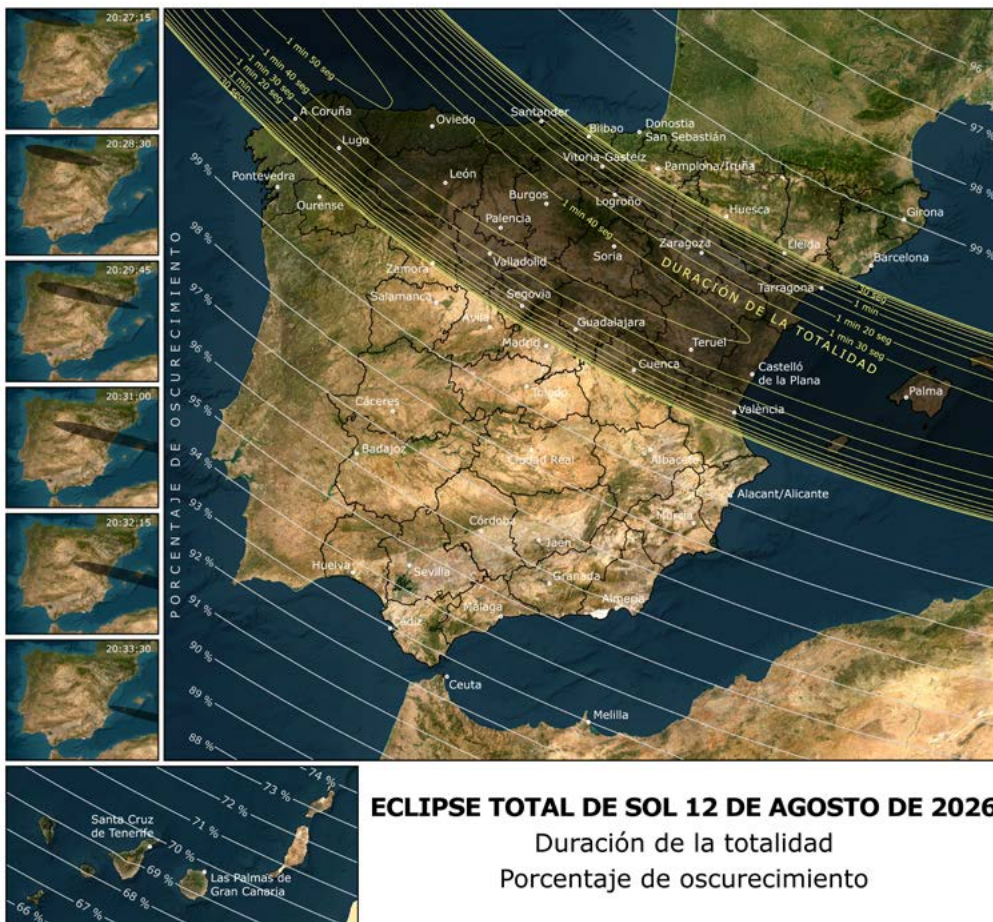 20:27:15
20:28:30
20:29:45
20:31:00
20:32:15
20:33:30
PORCENTAJE DE OSCURECIMIENTO
99 %
98 %
97 %
96 %
95 %
94 %
93 %
92 %
91 %
90 %
89 %
88 %
1 min 50 seg
1 min 40 seg
1 min 30 seg
1 min 20 seg
1 min
30 seg
A Coruña
Lugo
Oviedo
Santander
Bilbao
Donostia
San Sebastián
Vitoria-Gasteiz
Pamplona/Iruña
Pontevedra
Ourense
León
Burgos
Logroño
Palencia
Huesca
Girona
1 min 40 seg
Zamora
Valladolid
Soria
Zaragoza
Lleida
Barcelona
Tarragona
Salamanca
Segovia
Ávila
Guadalajara
Madrid
Teruel
Cuenca
Toledo
Castelló
de la Plana
Palma
València
Cáceres
Badajoz
Ciudad Real
Albacete
Alacant/Alicante
Murcia
Córdoba
Jaén
Huelva
Sevilla
Granada
Málaga
Almería
Cádiz
Ceuta
Melilla
DURACIÓN DE LA TOTALIDAD
30 seg
1 min
1 min 20 seg
1 min 30 seg
96 %
97 %
98 %
99 %
74 %
73 %
72 %
71 %
70 %
69 %
68 %
67 %
66 %
Santa Cruz
de Tenerife
Las Palmas de
Gran Canaria
ECLIPSE TOTAL DE SOL 12 DE AGOSTO DE 2026
Duración de la totalidad
Porcentaje de oscurecimiento